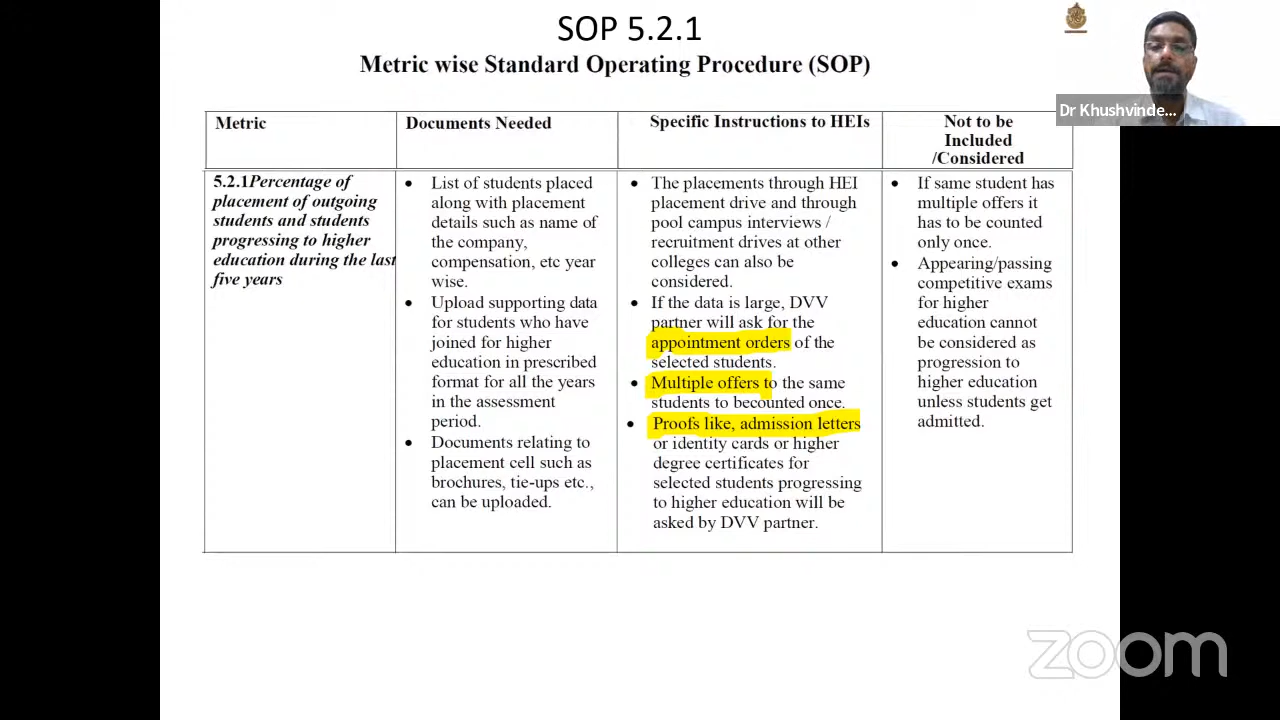 SOP 5.2.1
Metric wise Standard Operating Procedure (SOP)
Dr Khushvinde...
Metric
Documents Needed
Specific Instructions to HEIs
Not to be
Included
/Considered
5.2.1Percentage of
placement of outgoing
students and students
progressing to higher
education during the last
five years
• List of students placed
along with placement
details such as name of
the company,
compensation, etc year
wise.
• Upload supporting data
for students who have
joined for higher
education in prescribed
format for all the years
in the assessment
period.
• Documents relating to
placement cell such as
brochures, tie-ups etc.,
can be uploaded.
• The placements through HEI
placement drive and through
pool campus interviews /
recruitment drives at other
colleges can also be
considered.
• If the data is large, DVV
partner will ask for the
appointment orders of the
selected students.
• Multiple offers to the same
students to becounted once.
• Proofs like, admission letters
or identity cards or higher
degree certificates for
selected students progressing
to higher education will be
asked by DVV partner.
• If same student has
multiple offers it
has to be counted
only once.
• Appearing/passing
competitive exams
for higher
education cannot
be considered as
progression to
higher education
unless students get
admitted.
zoom